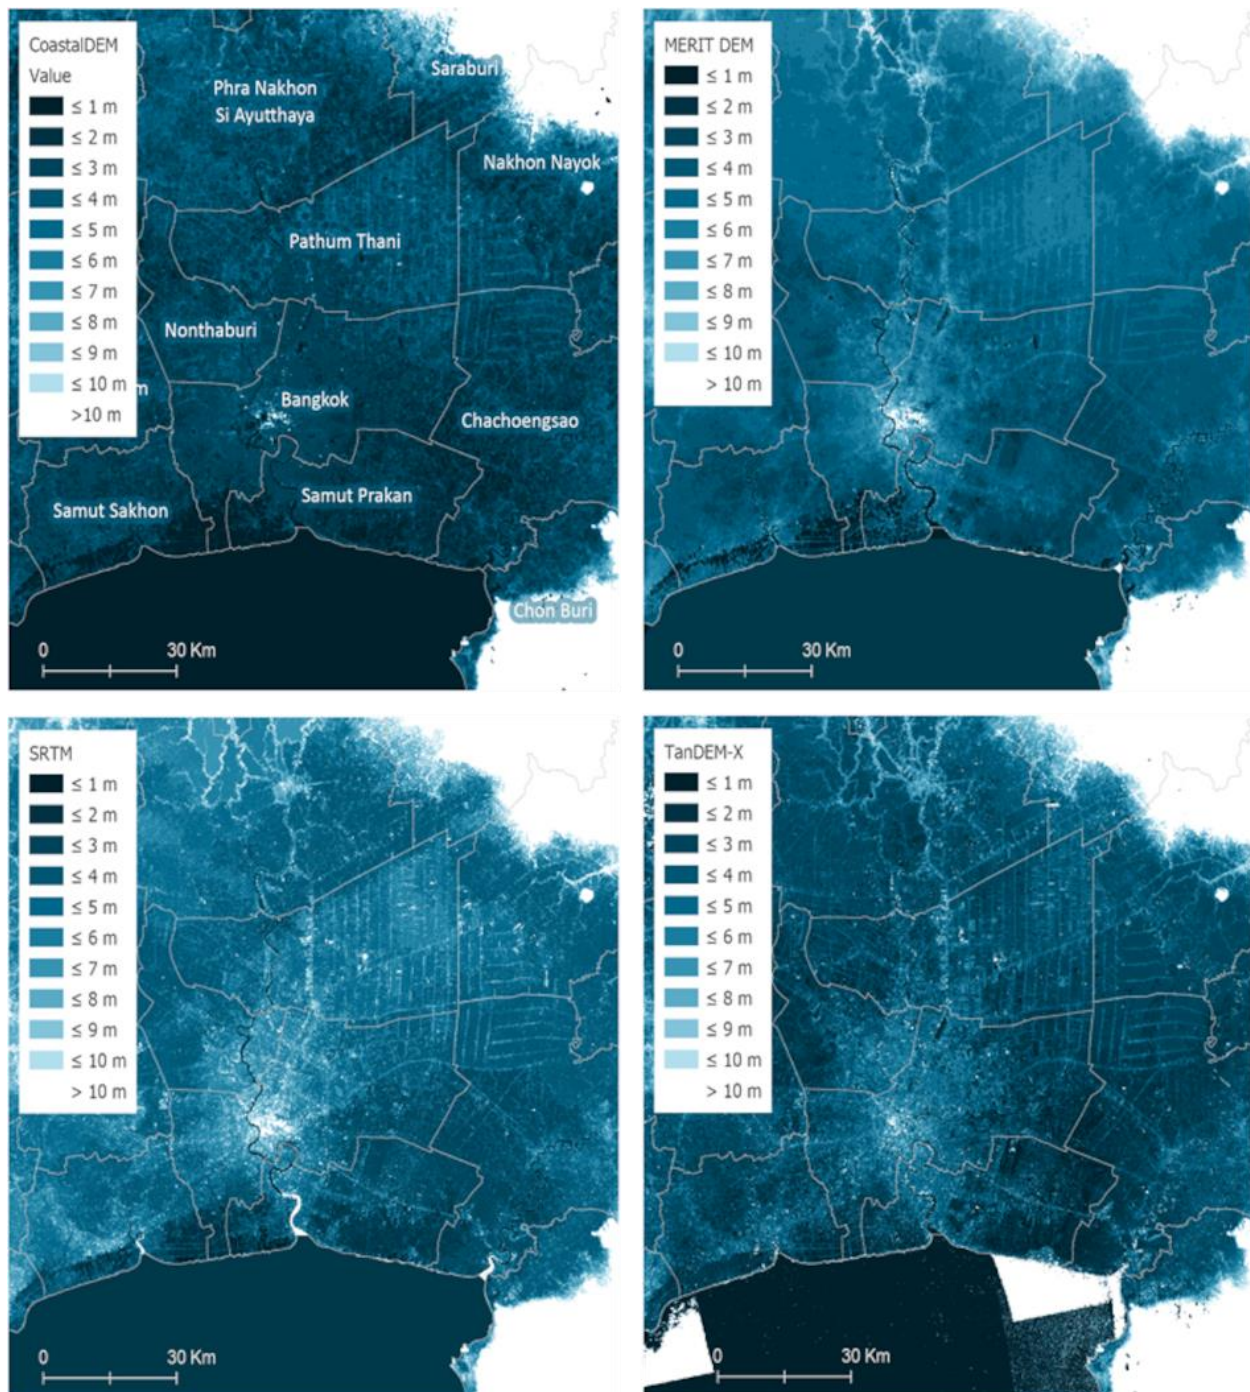 CoastalDEM
Value
≤ 1 m
≤ 2 m
≤ 3 m
≤ 4 m
≤ 5 m
≤ 6 m
≤ 7 m
≤ 8 m
≤ 9 m
≤ 10 m
>10 m
Saraburi
Phra Nakhon
Si Ayutthaya
Nakhon Nayok
Pathum Thani
Nonthaburi
Bangkok
Chachoengsao
Samut Prakan
Samut Sakhon
Chon Buri
0 30 Km
MERIT DEM
≤ 1 m
≤ 2 m
≤ 3 m
≤ 4 m
≤ 5 m
≤ 6 m
≤ 7 m
≤ 8 m
≤ 9 m
≤ 10 m
> 10 m
0 30 Km
SRTM
≤ 1 m
≤ 2 m
≤ 3 m
≤ 4 m
≤ 5 m
≤ 6 m
≤ 7 m
≤ 8 m
≤ 9 m
≤ 10 m
> 10 m
0 30 Km
TanDEM-X
≤ 1 m
≤ 2 m
≤ 3 m
≤ 4 m
≤ 5 m
≤ 6 m
≤ 7 m
≤ 8 m
≤ 9 m
≤ 10 m
> 10 m
0 30 Km